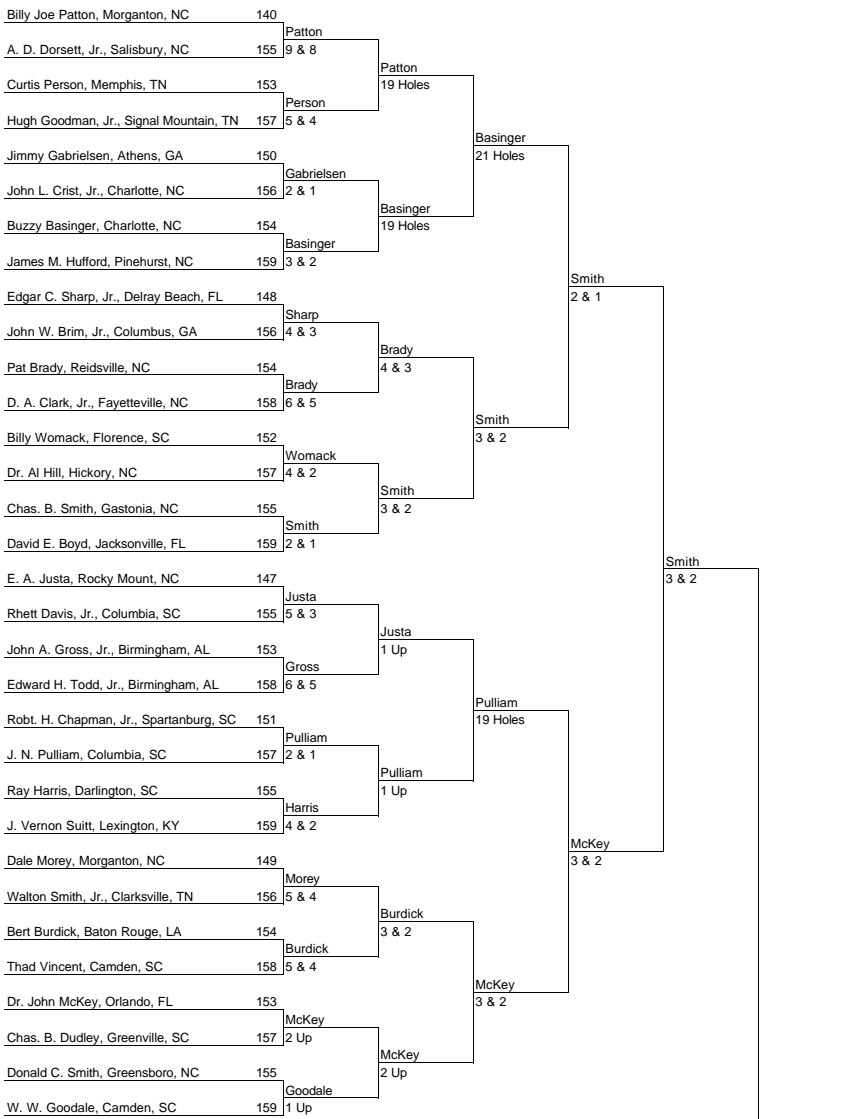 Billy Joe Patton, Morganton, NC 140
Patton
A. D. Dorsett, Jr., Salisbury, NC 155 9 & 8
Patton
Curtis Person, Memphis, TN 153 19 Holes
Person
Hugh Goodman, Jr., Signal Mountain, TN 157 5 & 4
Basinger
Jimmy Gabrielsen, Athens, GA 150 21 Holes
Gabrielsen
John L. Crist, Jr., Charlotte, NC 156 2 & 1
Basinger
Buzzy Basinger, Charlotte, NC 154 19 Holes
Basinger
James M. Hufford, Pinehurst, NC 159 3 & 2
Smith
Edgar C. Sharp, Jr., Delray Beach, FL 148 2 & 1
Sharp
John W. Brim, Jr., Columbus, GA 156 4 & 3
Brady
Pat Brady, Reidsville, NC 154 4 & 3
Brady
D. A. Clark, Jr., Fayetteville, NC 158 6 & 5
Smith
Billy Womack, Florence, SC 152 3 & 2
Womack
Dr. Al Hill, Hickory, NC 157 4 & 2
Smith
Chas. B. Smith, Gastonia, NC 155 3 & 2
Smith
David E. Boyd, Jacksonville, FL 159 2 & 1
Smith
E. A. Justa, Rocky Mount, NC 147 3 & 2
Justa
Rhett Davis, Jr., Columbia, SC 155 5 & 3
Justa
John A. Gross, Jr., Birmingham, AL 153 1 Up
Gross
Edward H. Todd, Jr., Birmingham, AL 158 6 & 5
Pulliam
Robt. H. Chapman, Jr., Spartanburg, SC 151 19 Holes
Pulliam
J. N. Pulliam, Columbia, SC 157 2 & 1
Pulliam
Ray Harris, Darlington, SC 155 1 Up
Harris
J. Vernon Suitt, Lexington, KY 159 4 & 2
McKey
Dale Morey, Morganton, NC 149 3 & 2
Morey
Walton Smith, Jr., Clarksville, TN 156 5 & 4
Burdick
Bert Burdick, Baton Rouge, LA 154 3 & 2
Burdick
Thad Vincent, Camden, SC 158 5 & 4
McKey
Dr. John McKey, Orlando, FL 153 3 & 2
McKey
Chas. B. Dudley, Greenville, SC 157 2 Up
McKey
Donald C. Smith, Greensboro, NC 155 2 Up
Goodale
W. W. Goodale, Camden, SC 159 1 Up